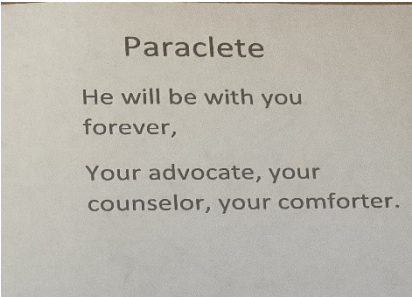 Paraclete
He will be with you
forever,
Your advocate, your
counselor, your comforter.